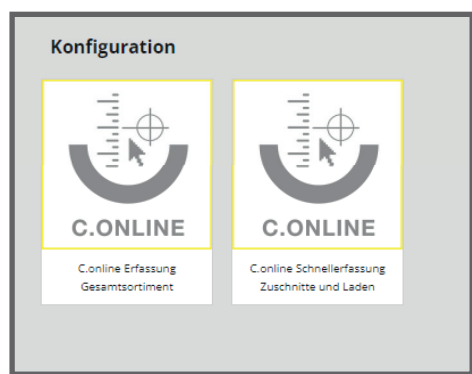 Konfiguration
C.ONLINE
C.online Erfassung
Gesamtsortiment
C.ONLINE
C.online Schnellerfassung
Zuschnitte und Laden